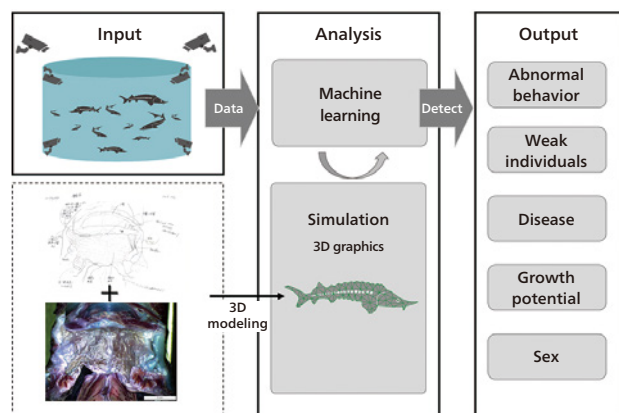 Input
Analysis
Output
Data
Machine
learning
Detect
Abnormal
behavior
Weak
individuals
Disease
Growth
potential
Sex
Simulation
3D graphics
3D
modeling
+